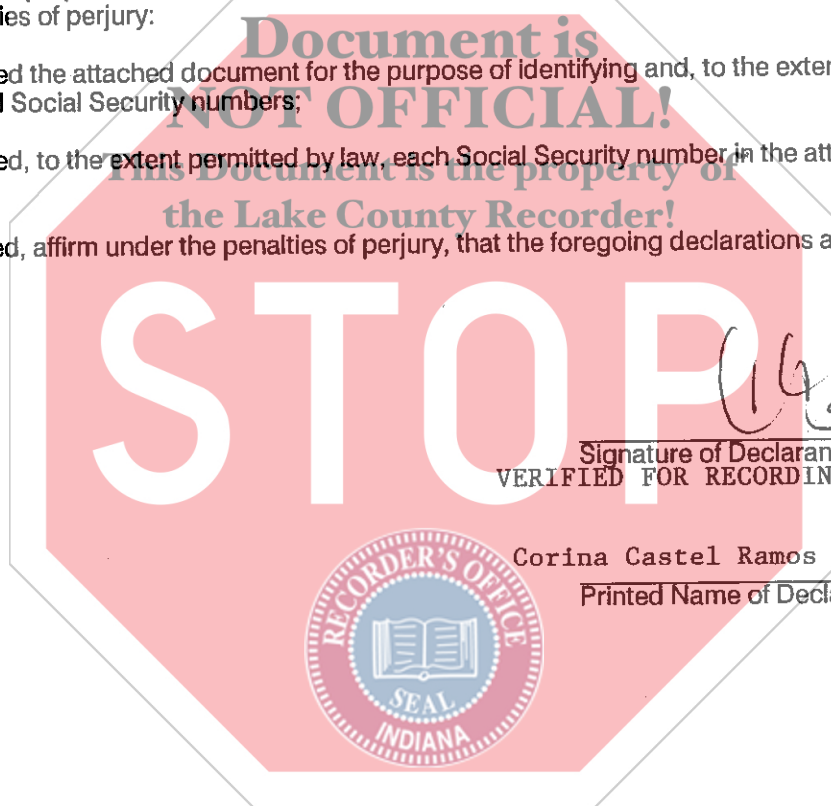 ies of perjury:
Document is
ed the attached document for the purpose of identifying and, to the exten
NOT OFFICIAL!
Social Security numbers;
ed, to the extent permitted by law, each Social Security number in the att
This Document is the property of
the Lake County Recorder!
ed, affirm under the penalties of perjury, that the foregoing declarations a
STOP
Signature of Declaran
VERIFIED FOR RECORDIN
Corina Castel Ramos
Printed Name of Decla
RECORDER'S OFFICE
SEAL
INDIANA